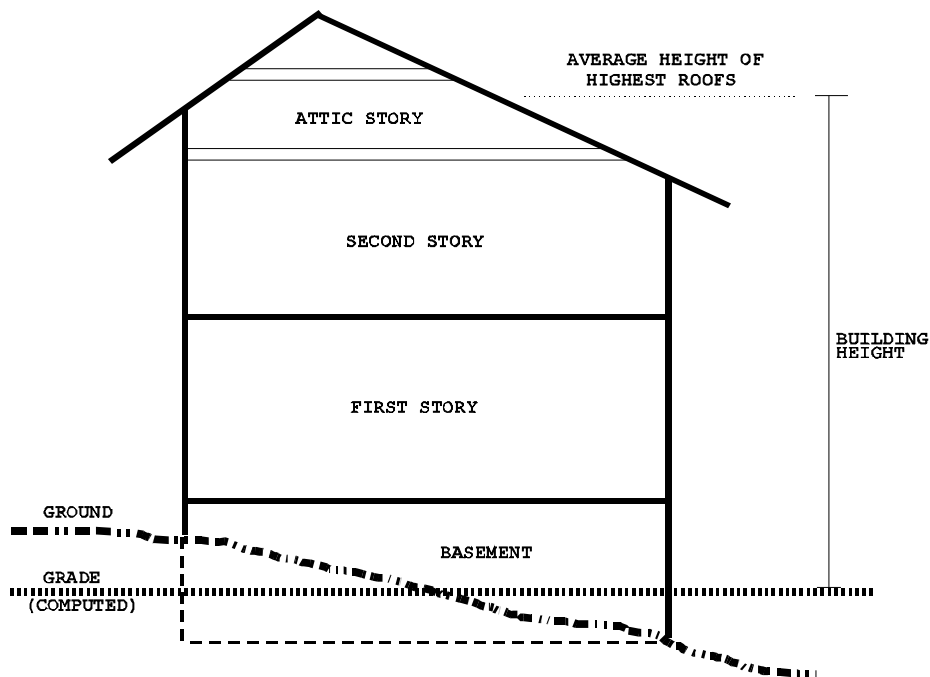 AVERAGE HEIGHT OF
HIGHEST ROOFS
ATTIC STORY
SECOND STORY
BUILDING
HEIGHT
FIRST STORY
GROUND
BASEMENT
GRADE
(COMPUTED)